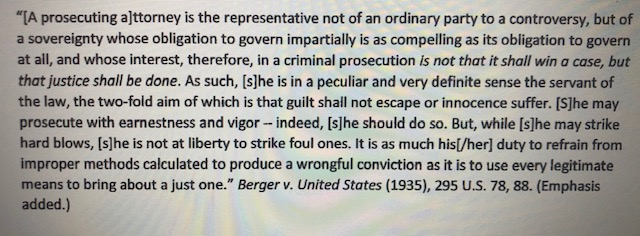 “[A prosecuting a]ttorney is the representative not of an ordinary party to a controversy, but of
a sovereignty whose obligation to govern impartially is as compelling as its obligation to govern
at all, and whose interest, therefore, in a criminal prosecution is not that it shall win a case, but
that justice shall be done. As such, [s]he is in a peculiar and very definite sense the servant of
the law, the two-fold aim of which is that guilt shall not escape or innocence suffer. [S]he may
prosecute with earnestness and vigor -- indeed, [s]he should do so. But, while [s]he may strike
hard blows, [s]he is not at liberty to strike foul ones. It is as much his[/her] duty to refrain from
improper methods calculated to produce a wrongful conviction as it is to use every legitimate
means to bring about a just one.” Berger v. United States (1935), 295 U.S. 78, 88. (Emphasis
added.)